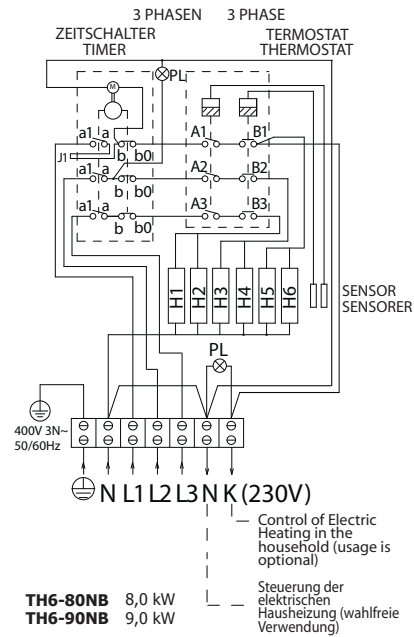 3 PHASEN 3 PHASE
ZEITSCHALTER
TIMER
TERMOSTAT
THERMOSTAT
PL
M
a1 a
J1
b b0
A1 B1
a1 a
b b0
A2 B2
a1 a
b b0
A3 B3
H1 H2 H3 H4 H5 H6
SENSOR
SENSORER
PL
400V 3N~
50/60Hz
N L1 L2 L3 N K (230V)
Control of Electric
Heating in the
household (usage is
optional)
Steuerung der
elektrischen
Hausheizung (wahlfreie
Verwendung)
TH6-80NB 8,0 kW
TH6-90NB 9,0 kW